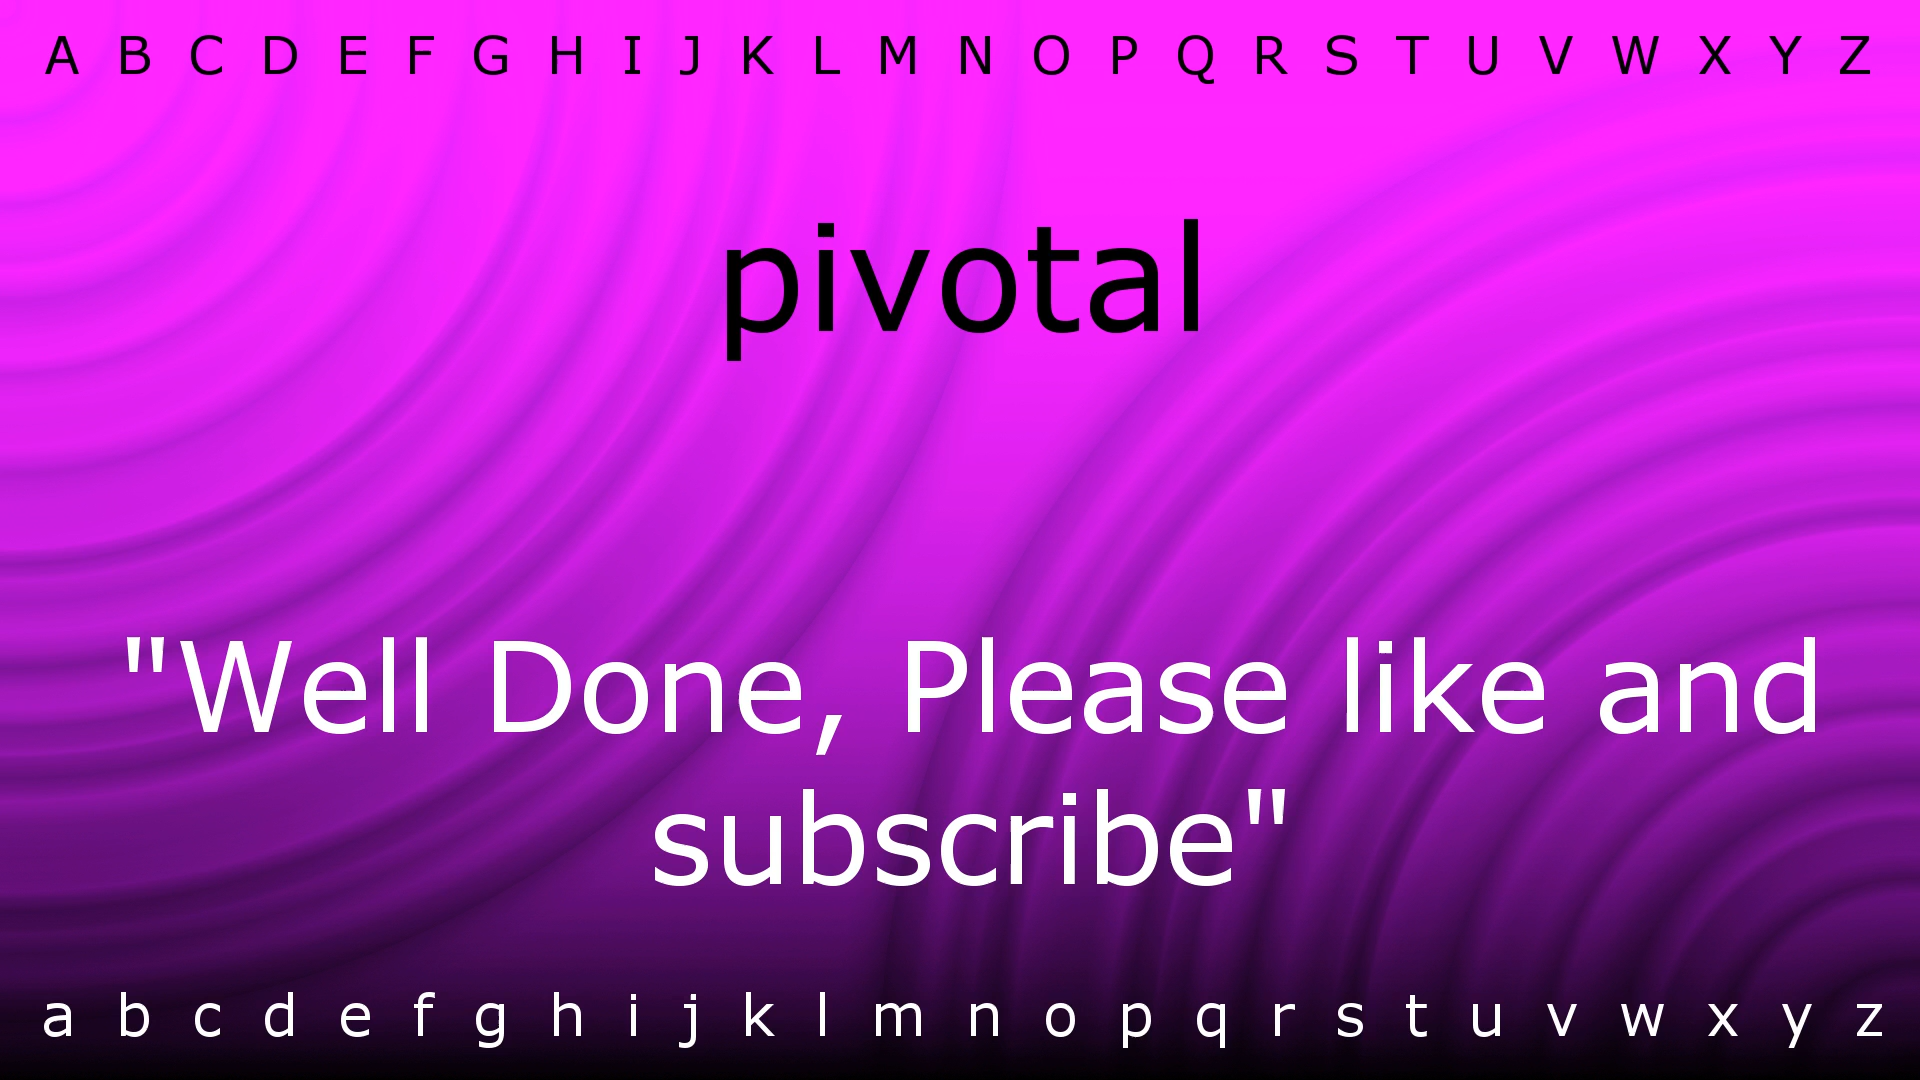 A B C D E F G H I J K L M N O P Q R S T U V W X Y Z
pivotal
"Well Done, Please like and
subscribe"
a b c d e f g h i j k l m n o p q r s t u v w x y z